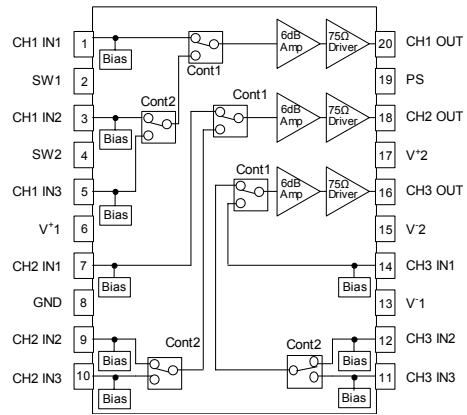 CH1 IN1 1 Bias Cont1 6dB Amp 75Ω Driver 20 CH1 OUT
SW1 2 19 PS
CH1 IN2 3 Bias Cont2 Cont1 6dB Amp 75Ω Driver 18 CH2 OUT
SW2 4 17 V+2
CH1 IN3 5 Bias Cont1 6dB Amp 75Ω Driver 16 CH3 OUT
V+1 6 15 V-2
CH2 IN1 7 Bias 14 CH3 IN1 Bias
GND 8 13 V-1
CH2 IN2 9 Bias Cont2 Cont2 12 CH3 IN2 Bias
CH2 IN3 10 Bias 11 CH3 IN3 Bias